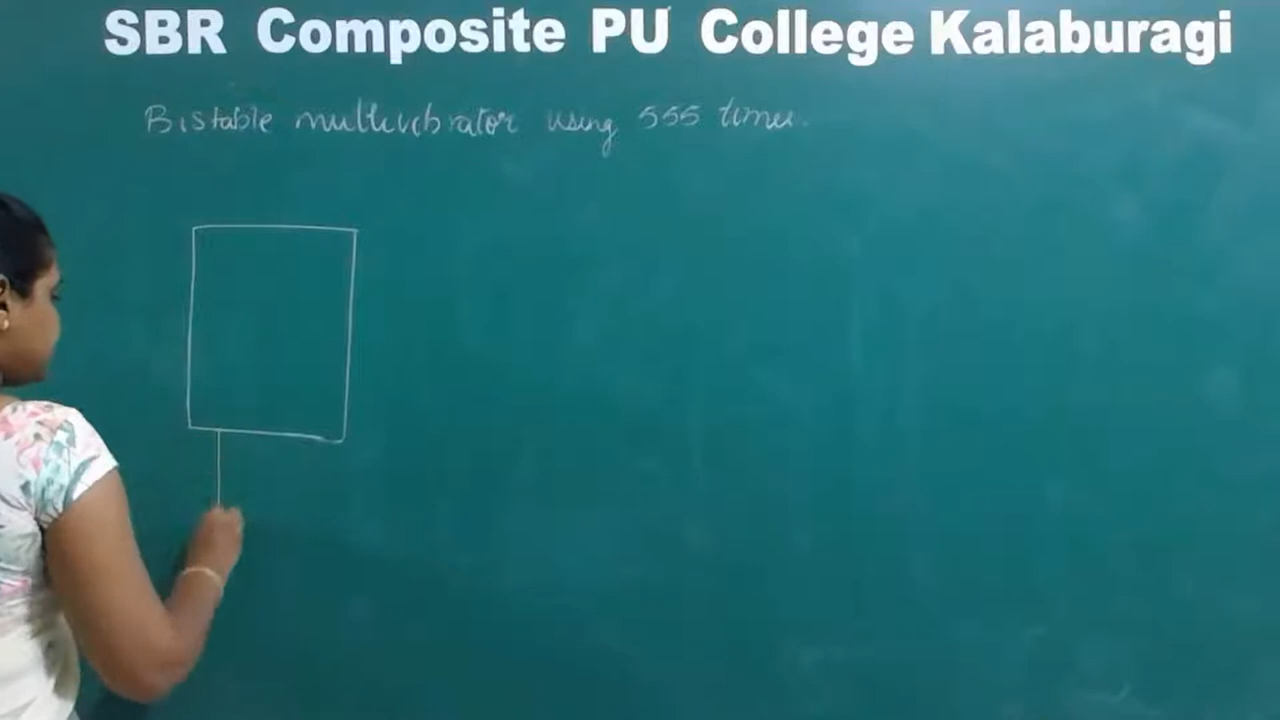 SBR Composite PU College Kalaburagi
Bistable multivibrator using 555 timer.